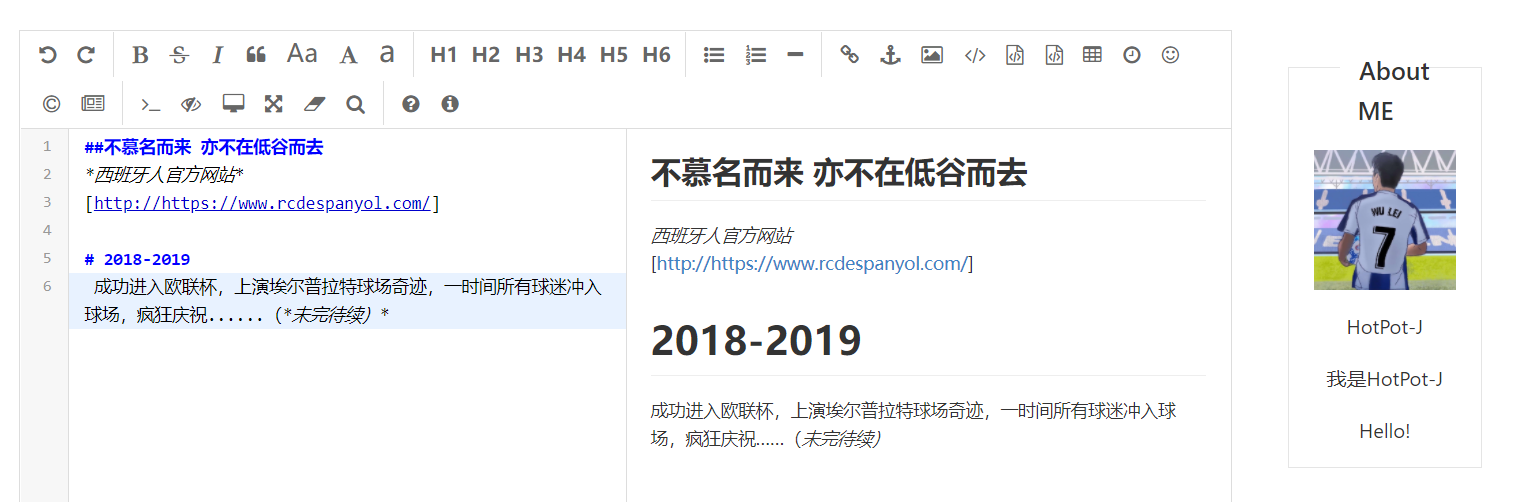 B S I Aa A a H1 H2 H3 H4 H5 H6
1 ##不慕名而来 亦不在低谷而去
2 *西班牙人官方网站*
3 [http://https://www.rcdespanyol.com/]
4
5 # 2018-2019
6 成功进入欧联杯，上演埃尔普拉特球场奇迹，一时间所有球迷冲入
球场，疯狂庆祝......（*未完待续）*
不慕名而来 亦不在低谷而去
西班牙人官方网站
[http://https://www.rcdespanyol.com/]
2018-2019
成功进入欧联杯，上演埃尔普拉特球场奇迹，一时间所有球迷冲入球
场，疯狂庆祝......（未完待续）
About
ME
WU LEI
7
HotPot-J
我是HotPot-J
Hello!